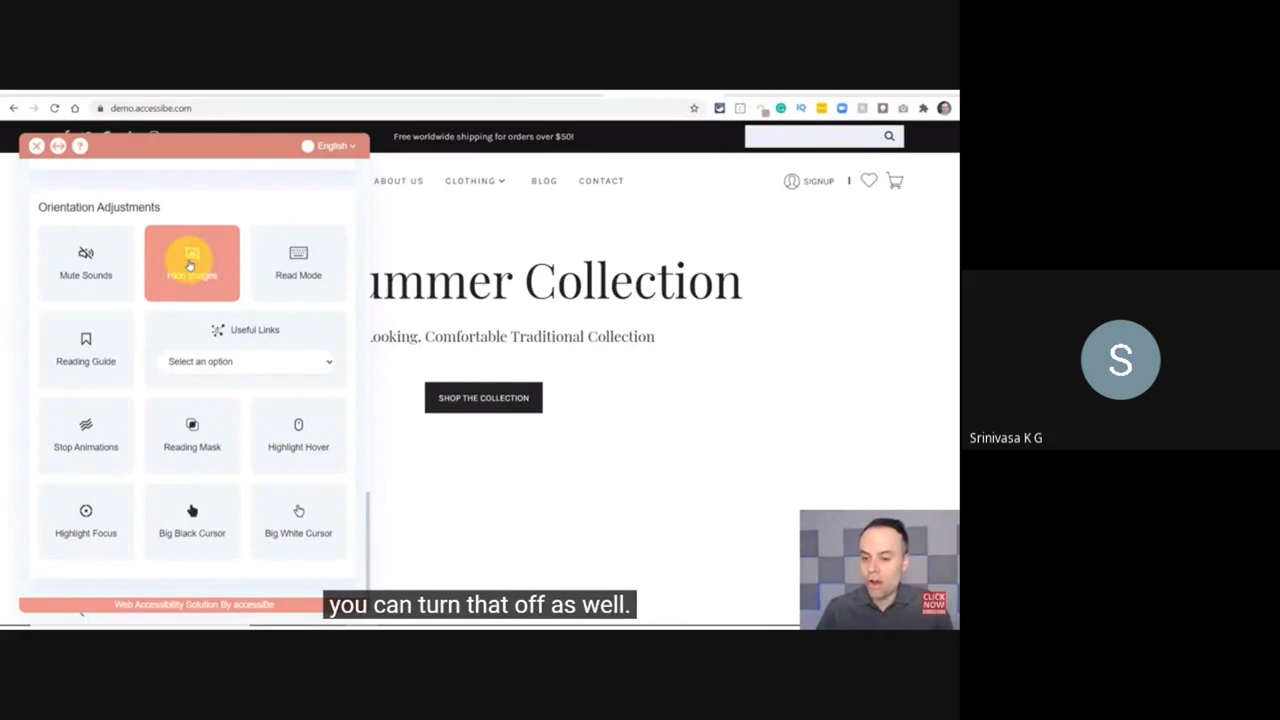 demo.accessibe.com
Free worldwide shipping for orders over $50!
English
ABOUT US CLOTHING BLOG CONTACT
SIGNUP
Orientation Adjustments
Mute Sounds
Hide Images
Read Mode
ummer Collection
Looking, Comfortable Traditional Collection
Reading Guide
Useful Links
Select an option
SHOP THE COLLECTION
Stop Animations
Reading Mask
Highlight Hover
Highlight Focus
Big Black Cursor
Big White Cursor
Web Accessibility Solution By accessiBe
you can turn that off as well.
CLICK
NOW
S
Srinivasa K G